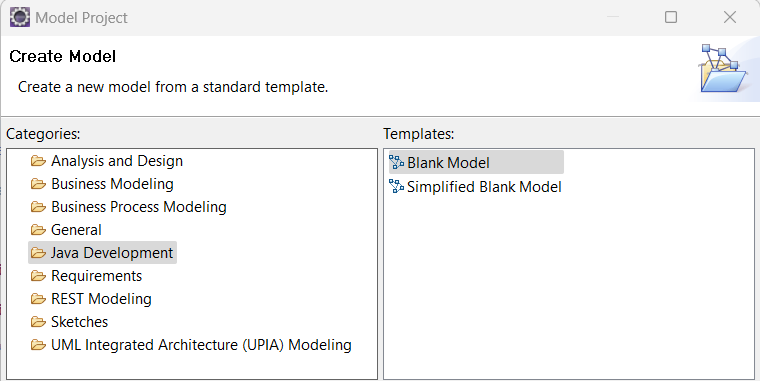 Model Project
Create Model
Create a new model from a standard template.
Categories:
Analysis and Design
Business Modeling
Business Process Modeling
General
Java Development
Requirements
REST Modeling
Sketches
UML Integrated Architecture (UPIA) Modeling
Templates:
Blank Model
Simplified Blank Model